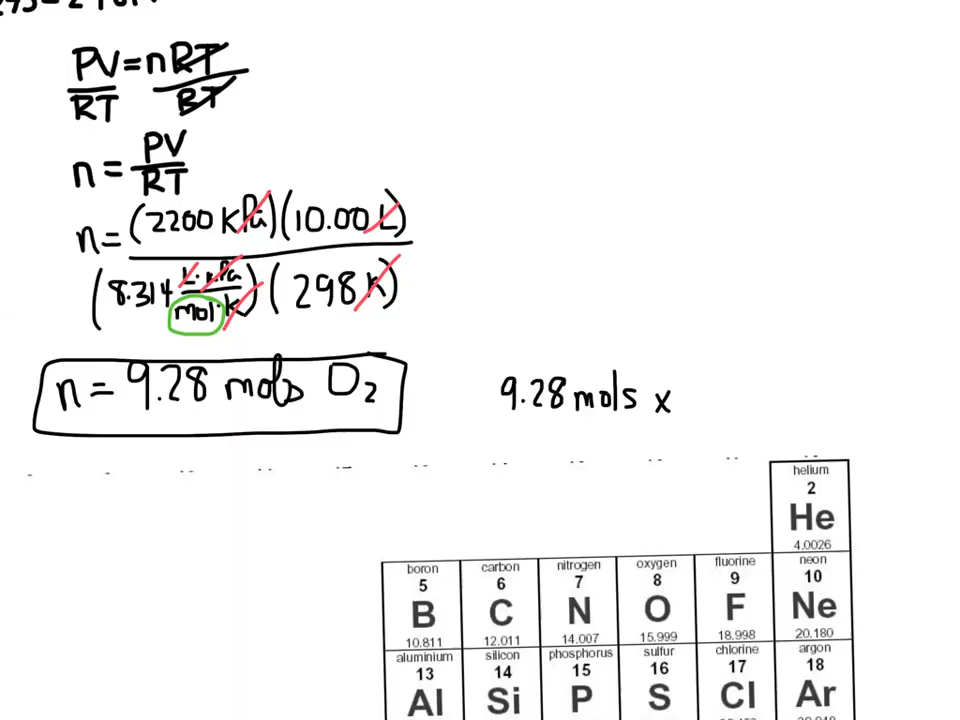 PV = nRT
RT RT
n = PV
RT
n = (2200 kPa)(10.00 L)
(8.314 L·kPa
mol·K) (298 K)
n = 9.28 mols O2
9.28 mols x
helium
2
He
4.0026
boron carbon nitrogen oxygen fluorine neon
5 6 7 8 9 10
B C N O F Ne
10.811 12.011 14.007 15.999 18.998 20.180
aluminium silicon phosphorus sulfur chlorine argon
13 14 15 16 17 18
Al Si P S Cl Ar